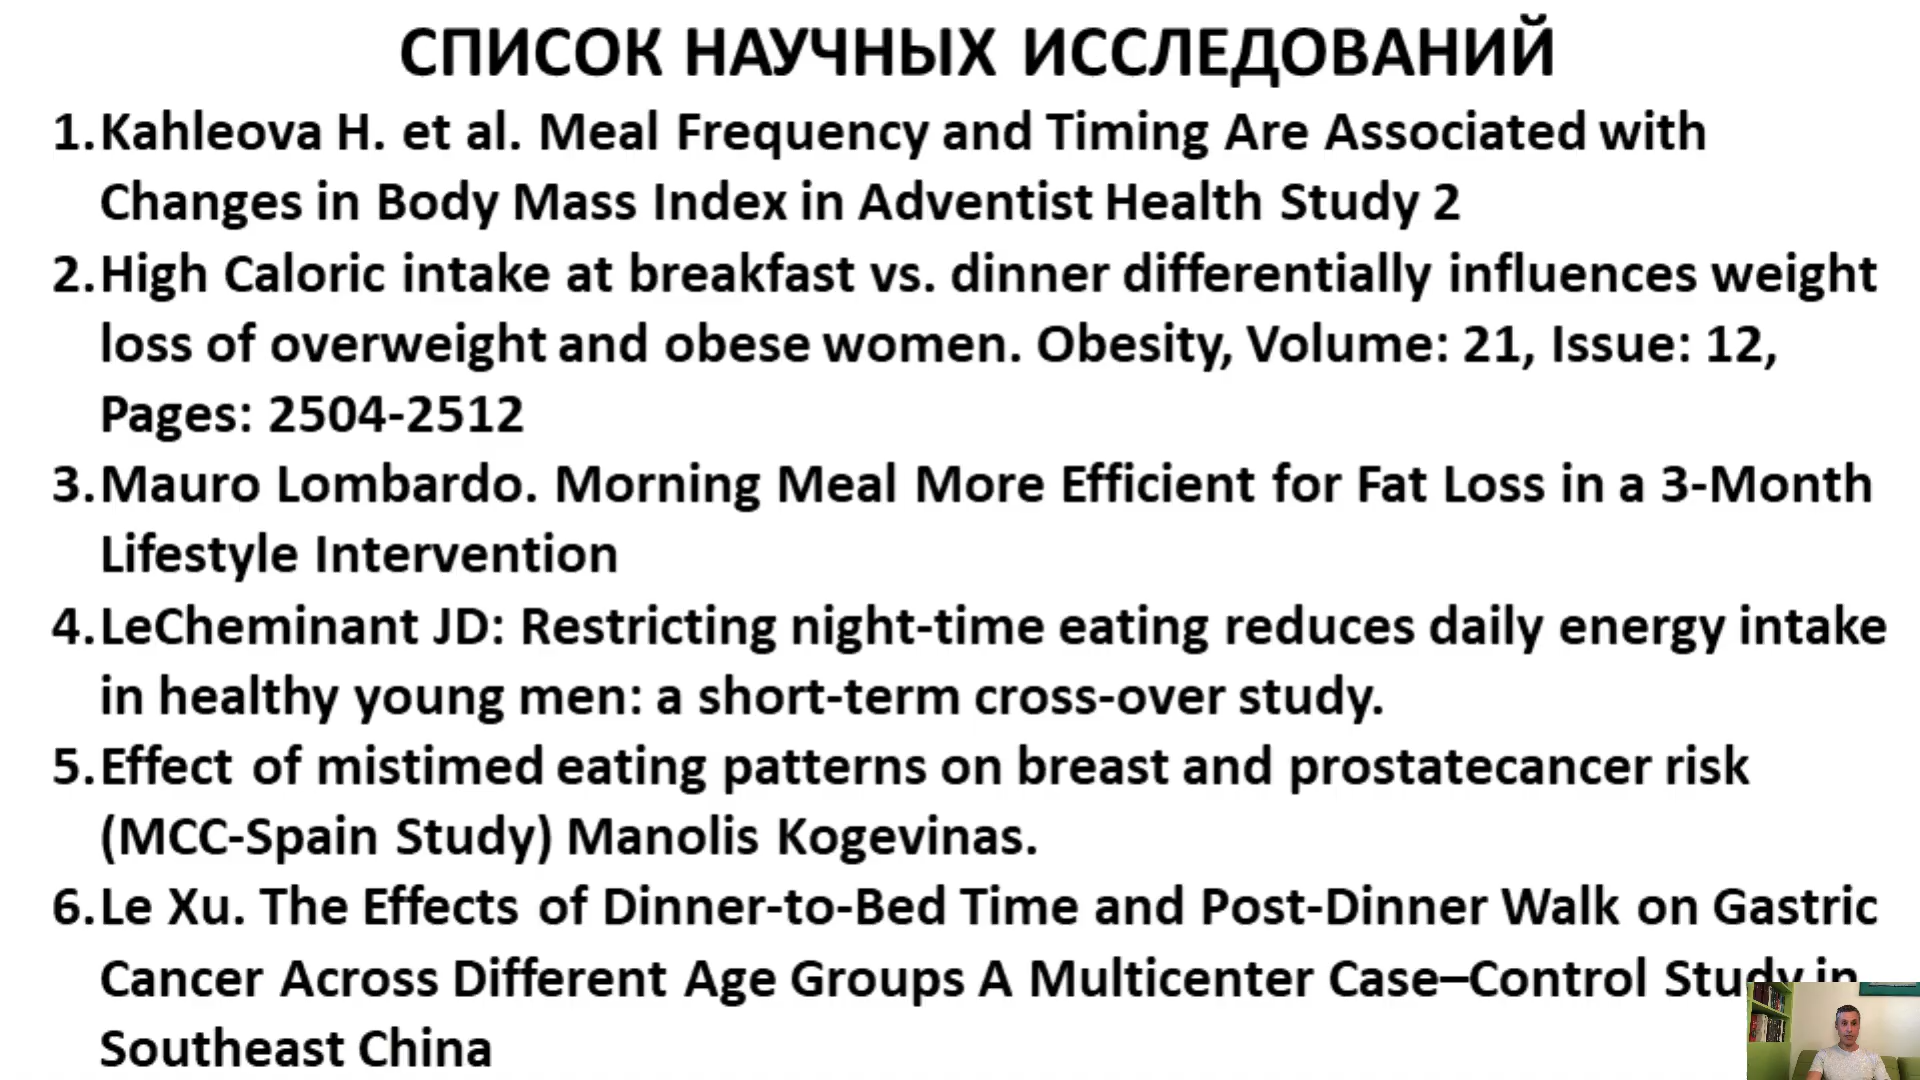 СПИСОК НАУЧНЫХ ИССЛЕДОВАНИЙ
1. Kahleova H. et al. Meal Frequency and Timing Are Associated with
Changes in Body Mass Index in Adventist Health Study 2
2. High Caloric intake at breakfast vs. dinner differentially influences weight
loss of overweight and obese women. Obesity, Volume: 21, Issue: 12,
Pages: 2504-2512
3. Mauro Lombardo. Morning Meal More Efficient for Fat Loss in a 3-Month
Lifestyle Intervention
4. LeCheminant JD: Restricting night-time eating reduces daily energy intake
in healthy young men: a short-term cross-over study.
5. Effect of mistimed eating patterns on breast and prostatecancer risk
(MCC-Spain Study) Manolis Kogevinas.
6. Le Xu. The Effects of Dinner-to-Bed Time and Post-Dinner Walk on Gastric
Cancer Across Different Age Groups A Multicenter Case–Control Study in
Southeast China